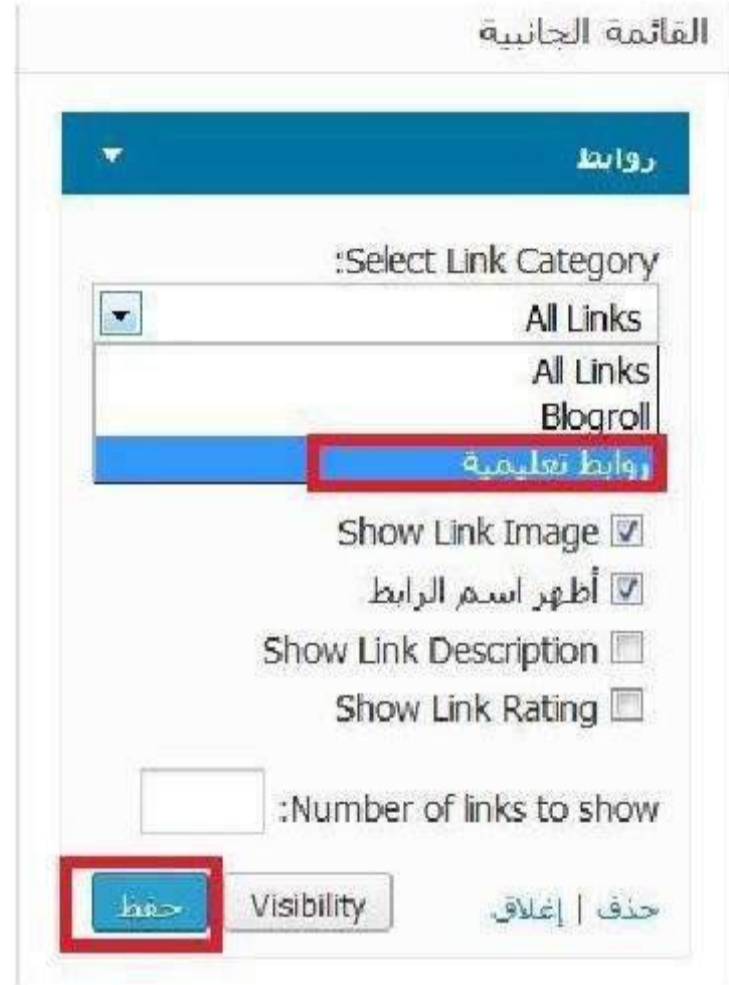 القائمة الجانبية
روابط
Select Link Category:
All Links
All Links
Blogroll
روابط تعليمية
Show Link Image
أظهر اسم الرابط
Show Link Description
Show Link Rating
Number of links to show:
حذف | إغلاق Visibility حفظ